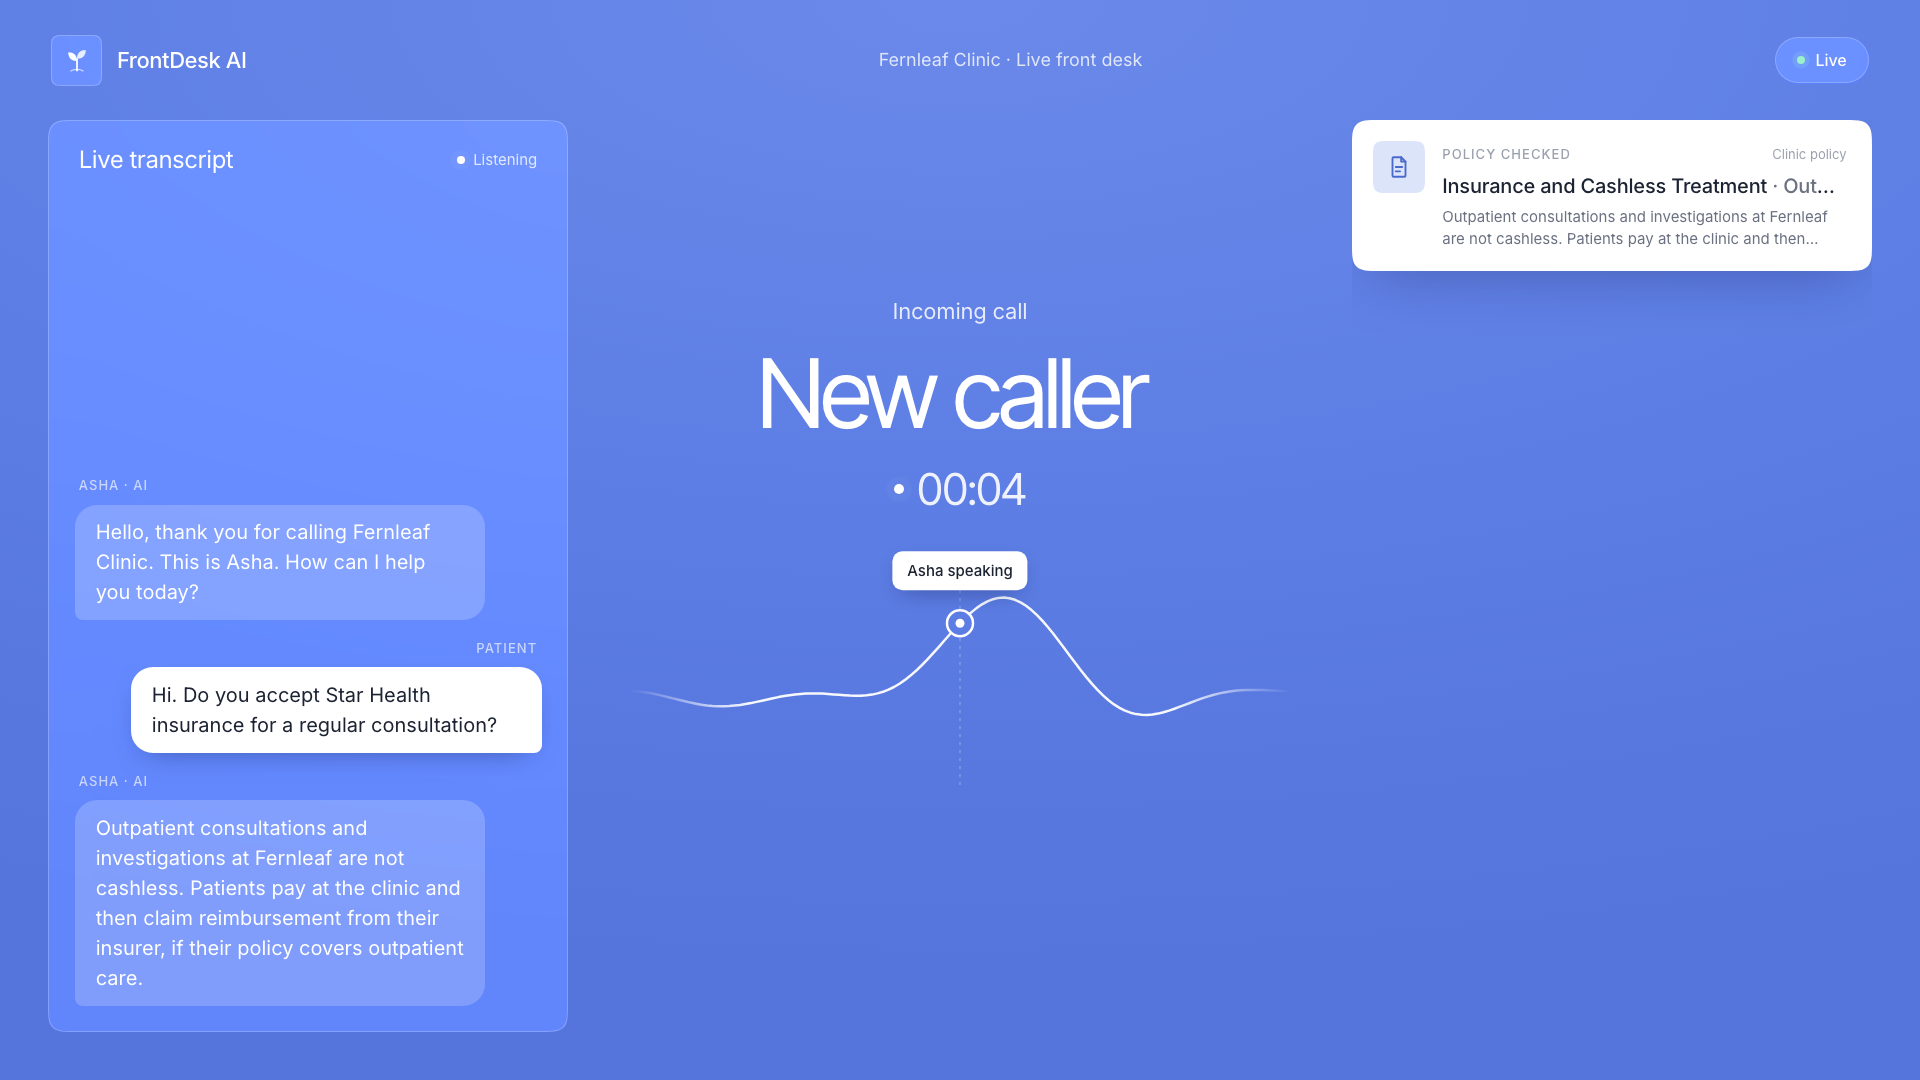 FrontDesk AI
Fernleaf Clinic · Live front desk
Live
Live transcript
Listening
ASHA · AI
Hello, thank you for calling Fernleaf
Clinic. This is Asha. How can I help
you today?
PATIENT
Hi. Do you accept Star Health
insurance for a regular consultation?
ASHA · AI
Outpatient consultations and
investigations at Fernleaf are not
cashless. Patients pay at the clinic and
then claim reimbursement from their
insurer, if their policy covers outpatient
care.
Incoming call
New caller
00:04
Asha speaking
POLICY CHECKED
Clinic policy
Insurance and Cashless Treatment · Out...
Outpatient consultations and investigations at Fernleaf
are not cashless. Patients pay at the clinic and then...